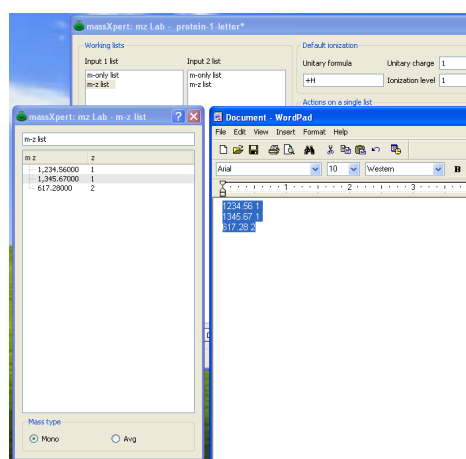 massXpert: mz Lab - protein-1-letter*
Working lists
Default ionization
Input 1 list
Input 2 list
Unitary formula
Unitary charge 1
m-only list
m-z list
m-only list
m-z list
+H
Ionization level 1
Actions on a single list
massXpert: mz Lab - m-z list
m-z list
m z z
1,234.56000 1
1,345.67000 1
617.28000 2
Mass type
Mono Avg
Document - WordPad
File Edit View Insert Format Help
Arial 10 Western B
1 2 3
1234.56 1
1345.67 1
617.28 2